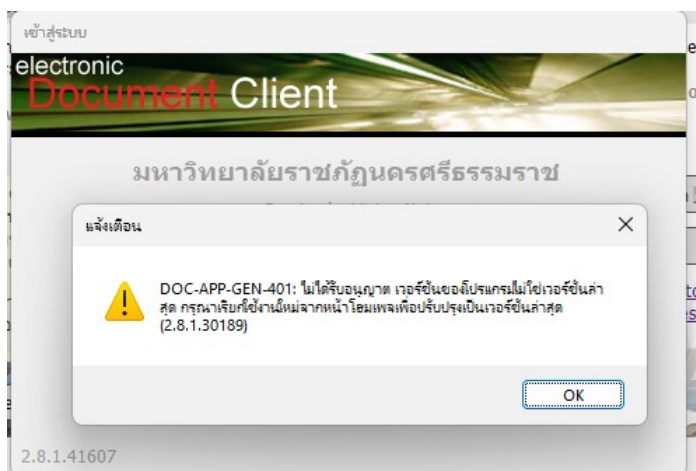 เข้าสู่ระบบ
electronic
Document Client
มหาวิทยาลัยราชภัฏนครศรีธรรมราช
แจ้งเตือน
DOC-APP-GEN-401: ไม่ได้รับอนุญาต เวอร์ชันของโปรแกรมไม่ใช่เวอร์ชันล่า
สุด กรุณาเรียกใช้งานใหม่จากหน้าโฮมเพจเพื่อปรับปรุงเป็นเวอร์ชันล่าสุด
(2.8.1.30189)
OK
2.8.1.41607